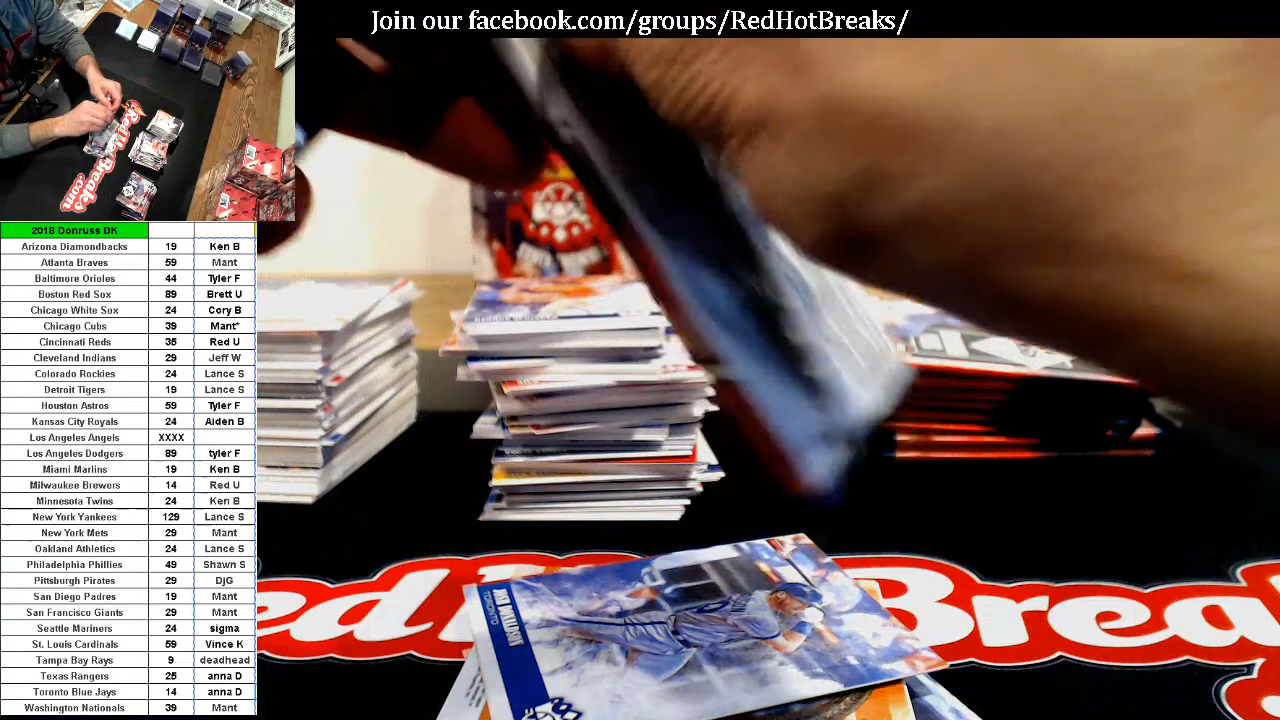 Join our facebook.com/groups/RedHotBreaks/
2018 Donruss DK
Arizona Diamondbacks 19 Ken B
Atlanta Braves 59 Mant
Baltimore Orioles 44 Tyler F
Boston Red Sox 89 Brett U
Chicago White Sox 24 Cory B
Chicago Cubs 39 Mant*
Cincinnati Reds 35 Red U
Cleveland Indians 29 Jeff W
Colorado Rockies 24 Lance S
Detroit Tigers 19 Lance S
Houston Astros 59 Tyler F
Kansas City Royals 24 Aiden B
Los Angeles Angels XXXX
Los Angeles Dodgers 89 tyler F
Miami Marlins 19 Ken B
Milwaukee Brewers 14 Red U
Minnesota Twins 24 Ken B
New York Yankees 129 Lance S
New York Mets 29 Mant
Oakland Athletics 24 Lance S
Philadelphia Phillies 49 Shawn S
Pittsburgh Pirates 29 DjG
San Diego Padres 19 Mant
San Francisco Giants 29 Mant
Seattle Mariners 24 sigma
St. Louis Cardinals 59 Vince K
Tampa Bay Rays 9 deadhead
Texas Rangers 25 anna D
Toronto Blue Jays 14 anna D
Washington Nationals 39 Mant
Red Hot Breaks
.com
TORONTO
ed Brea